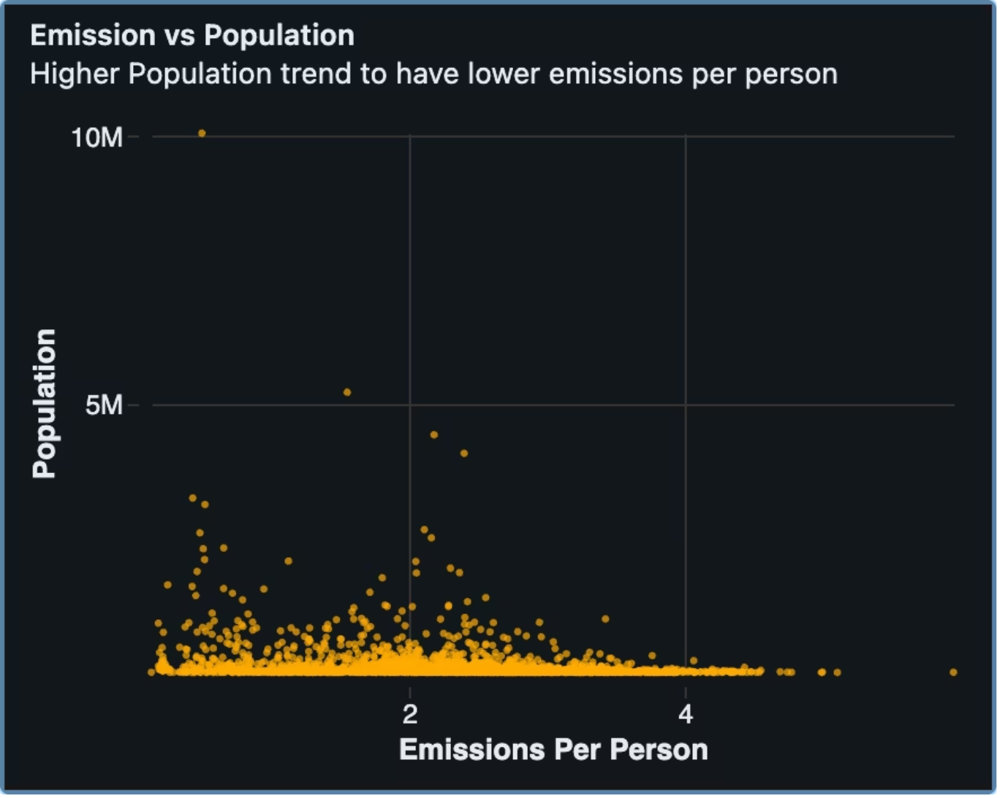 Emission vs Population
Higher Population trend to have lower emissions per person
10M
5M
Population
2
4
Emissions Per Person